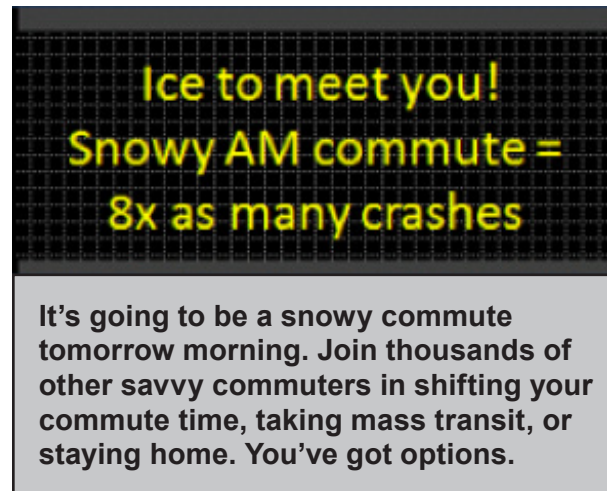 Ice to meet you!
Snowy AM commute =
8x as many crashes
It’s going to be a snowy commute
tomorrow morning. Join thousands of
other savvy commuters in shifting your
commute time, taking mass transit, or
staying home. You’ve got options.